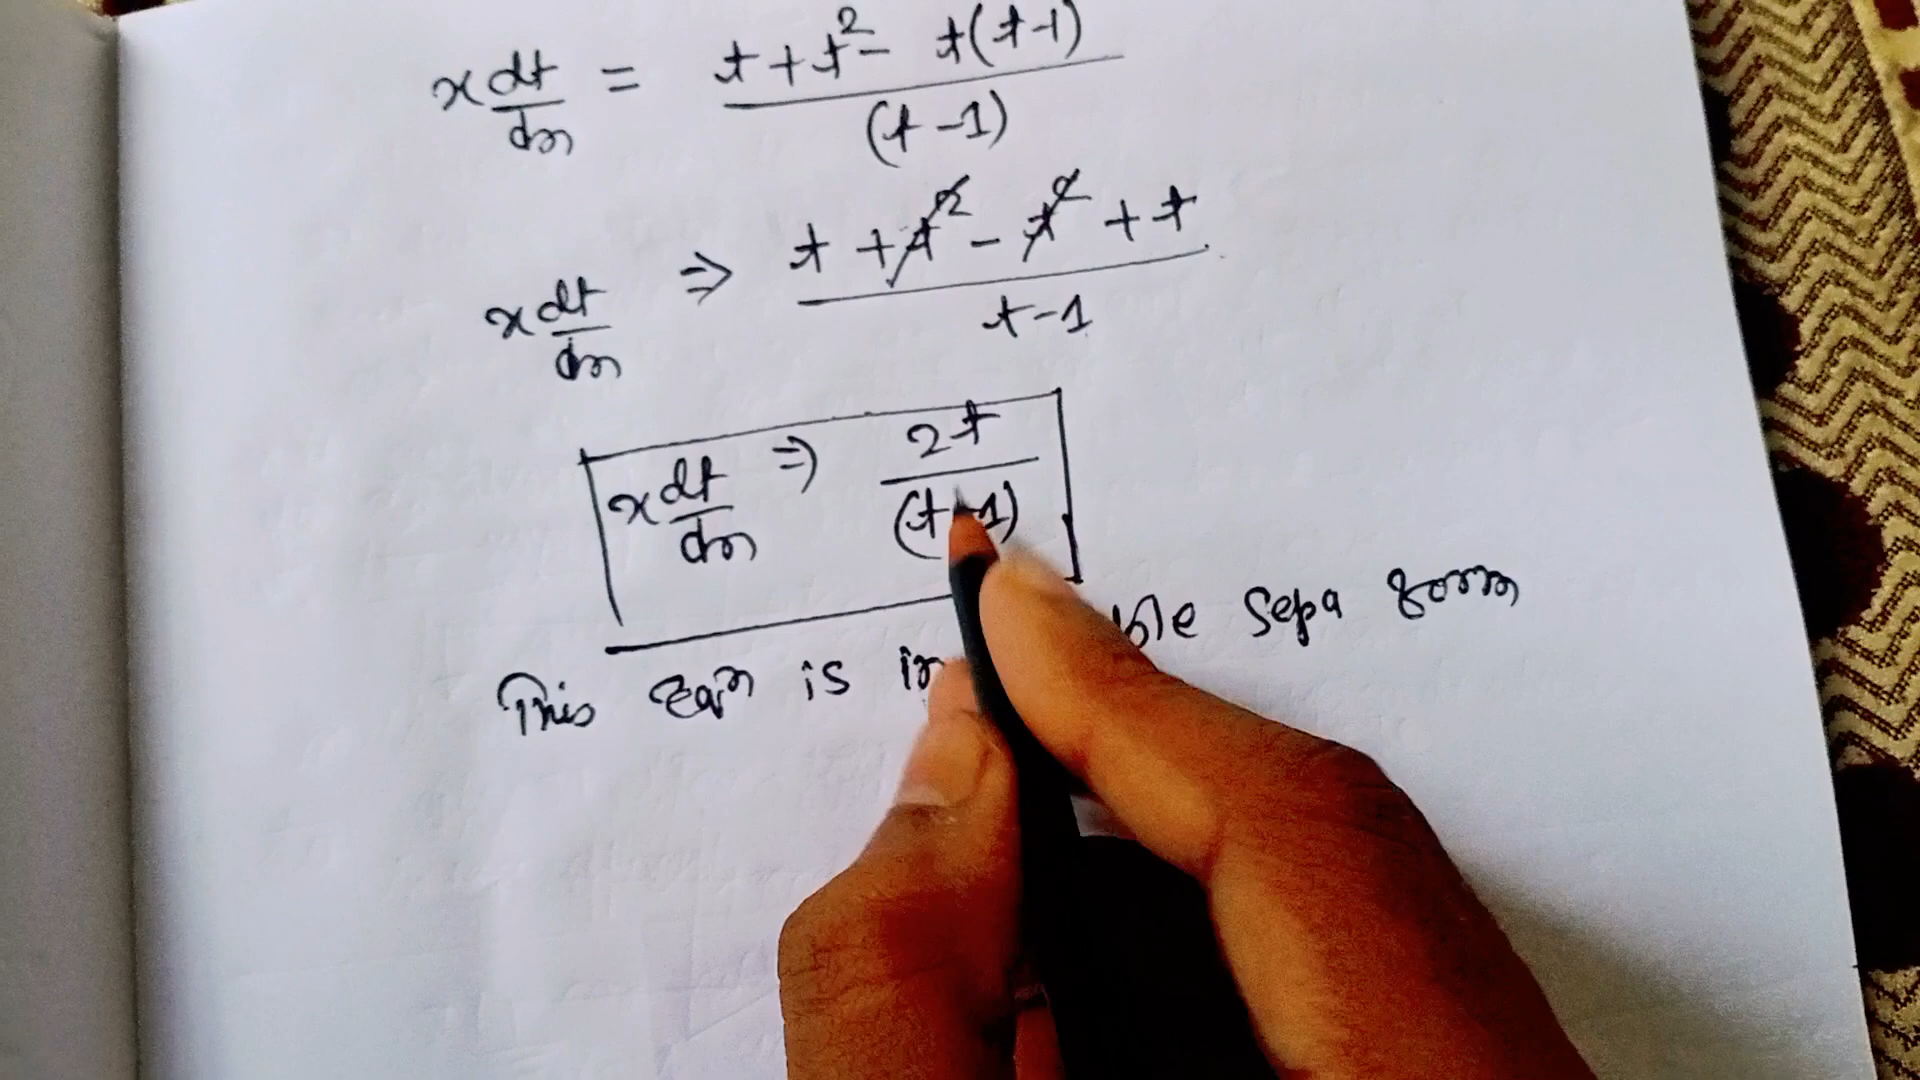 x dt/dx = t + t² - t(t-1) / (t-1)
x dt/dx ⇒ t + t² - t² + t / t-1
x dt/dx ⇒ 2t / (t-1)
This Eqn is in ble Sepa form